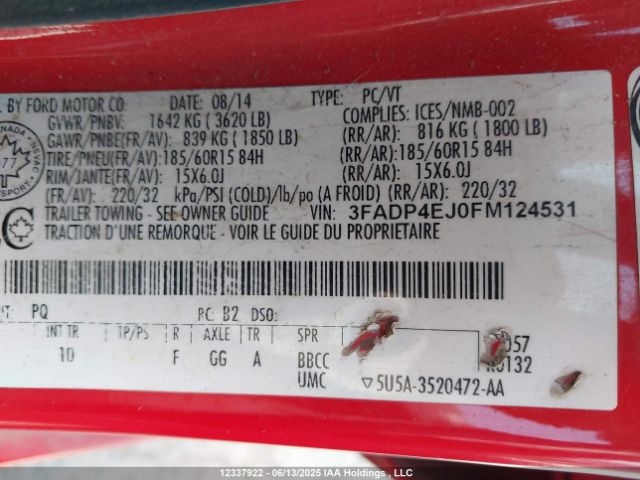 BY FORD MOTOR CO DATE: 08/14 TYPE: PC/VT
GVWR/PNBV: 1642 KG ( 3620 LB) COMPLIES: ICES/NMB-002
GAWR/PNBE(FR/AV): 839 KG ( 1850 LB) (RR/AR): 816 KG ( 1800 LB)
TIRE/PNEU(FR/AV):185/60R15 84H (RR/AR):185/60R15 84H
RIM/JANTE(FR/AV): 15X6.0J (RR/AR): 15X6.0J
(FR/AV): 220/32 kPa/PSI (COLD)/lb/po (A FROID) (RR/AR): 220/32
TRAILER TOWING - SEE OWNER GUIDE VIN: 3FADP4EJ0FM124531
TRACTION D'UNE REMORQUE - VOIR LE GUIDE DU PROPRIETAIRE
PQ PC: B2 DSO:
INT TR TP/PS R AXLE TR SPR
10 F GG A BBCC
UMC 5U5A-3520472-AA
12337922 - 06/13/2025 IAA Holdings , LLC